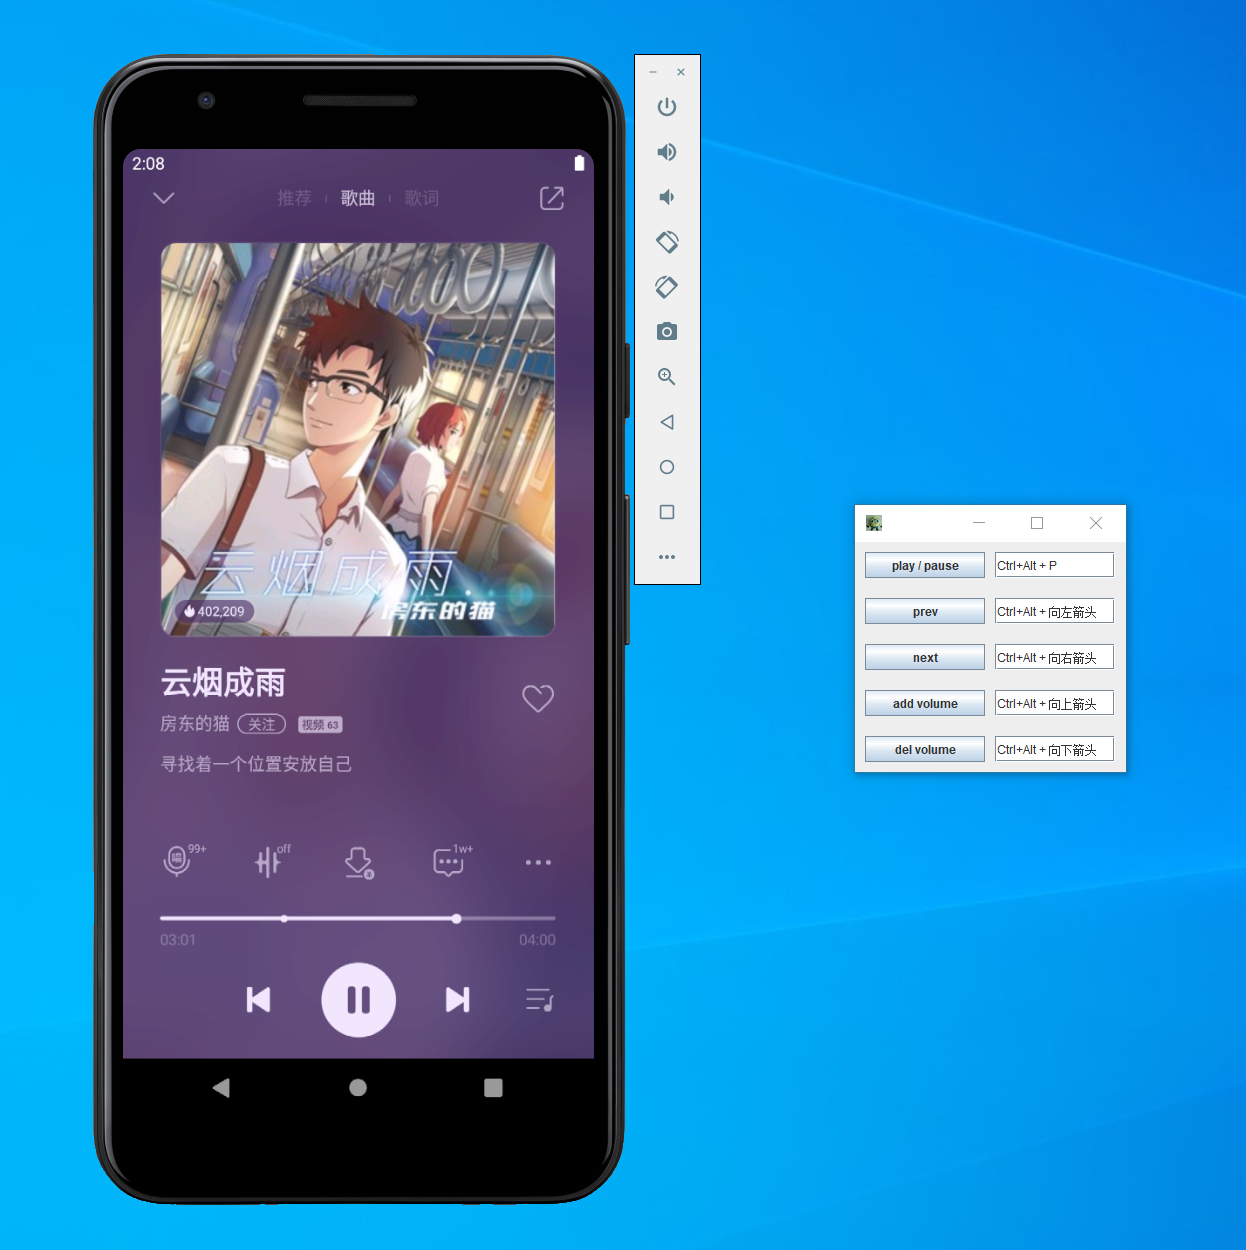 2:08
推荐 歌曲 歌词
云烟成雨.
402,209
房东的猫
云烟成雨
房东的猫 关注 视频 63
寻找着一个位置安放自己
唱 99+ off 1w+
03:01 04:00
play / pause Ctrl+Alt + P
prev Ctrl+Alt + 向左箭头
next Ctrl+Alt + 向右箭头
add volume Ctrl+Alt + 向上箭头
del volume Ctrl+Alt + 向下箭头